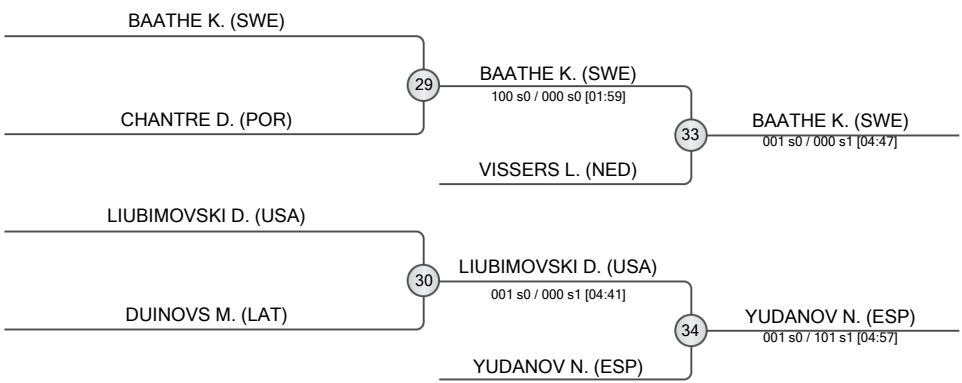 BAATHE K. (SWE)
29
BAATHE K. (SWE)
100 s0 / 000 s0 [01:59]
CHANTRE D. (POR)
33
BAATHE K. (SWE)
001 s0 / 000 s1 [04:47]
VISSERS L. (NED)
LIUBIMOVSKI D. (USA)
30
LIUBIMOVSKI D. (USA)
001 s0 / 000 s1 [04:41]
DUINOVS M. (LAT)
34
YUDANOV N. (ESP)
001 s0 / 101 s1 [04:57]
YUDANOV N. (ESP)